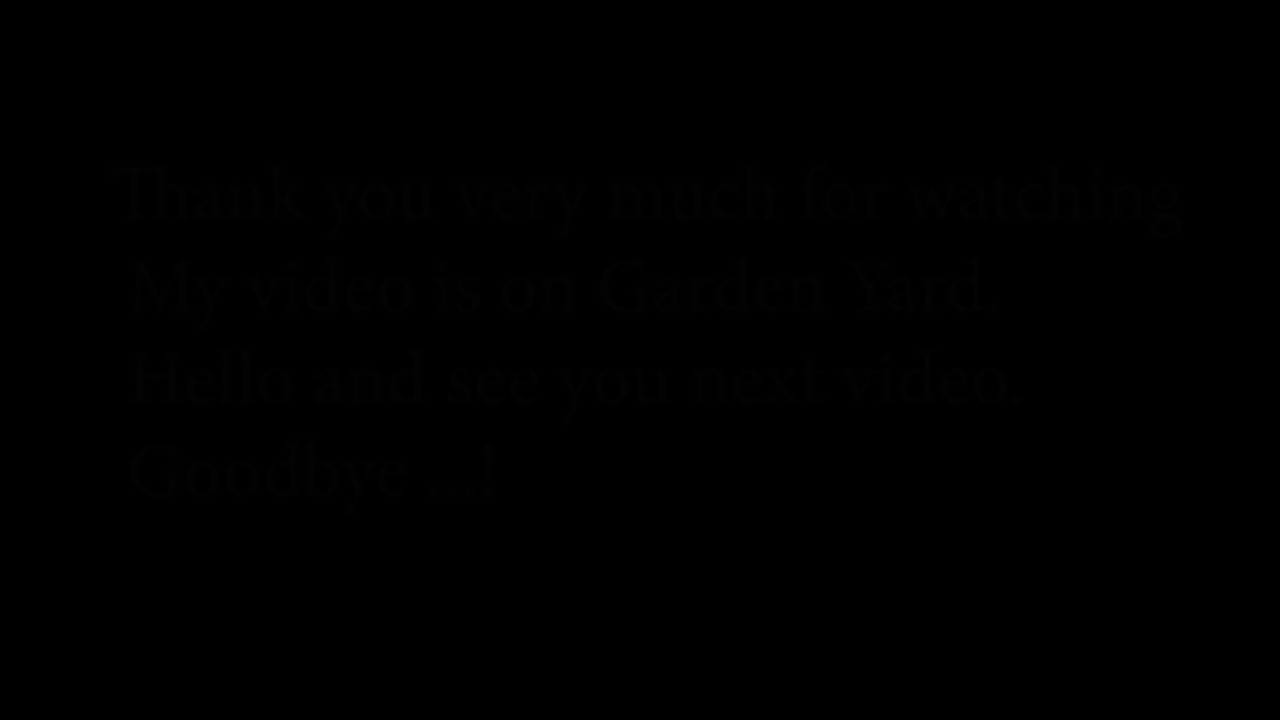 Thank you very much for watching
My video is on Garden Yard.
Hello and see you next video.
Goodbye ...!